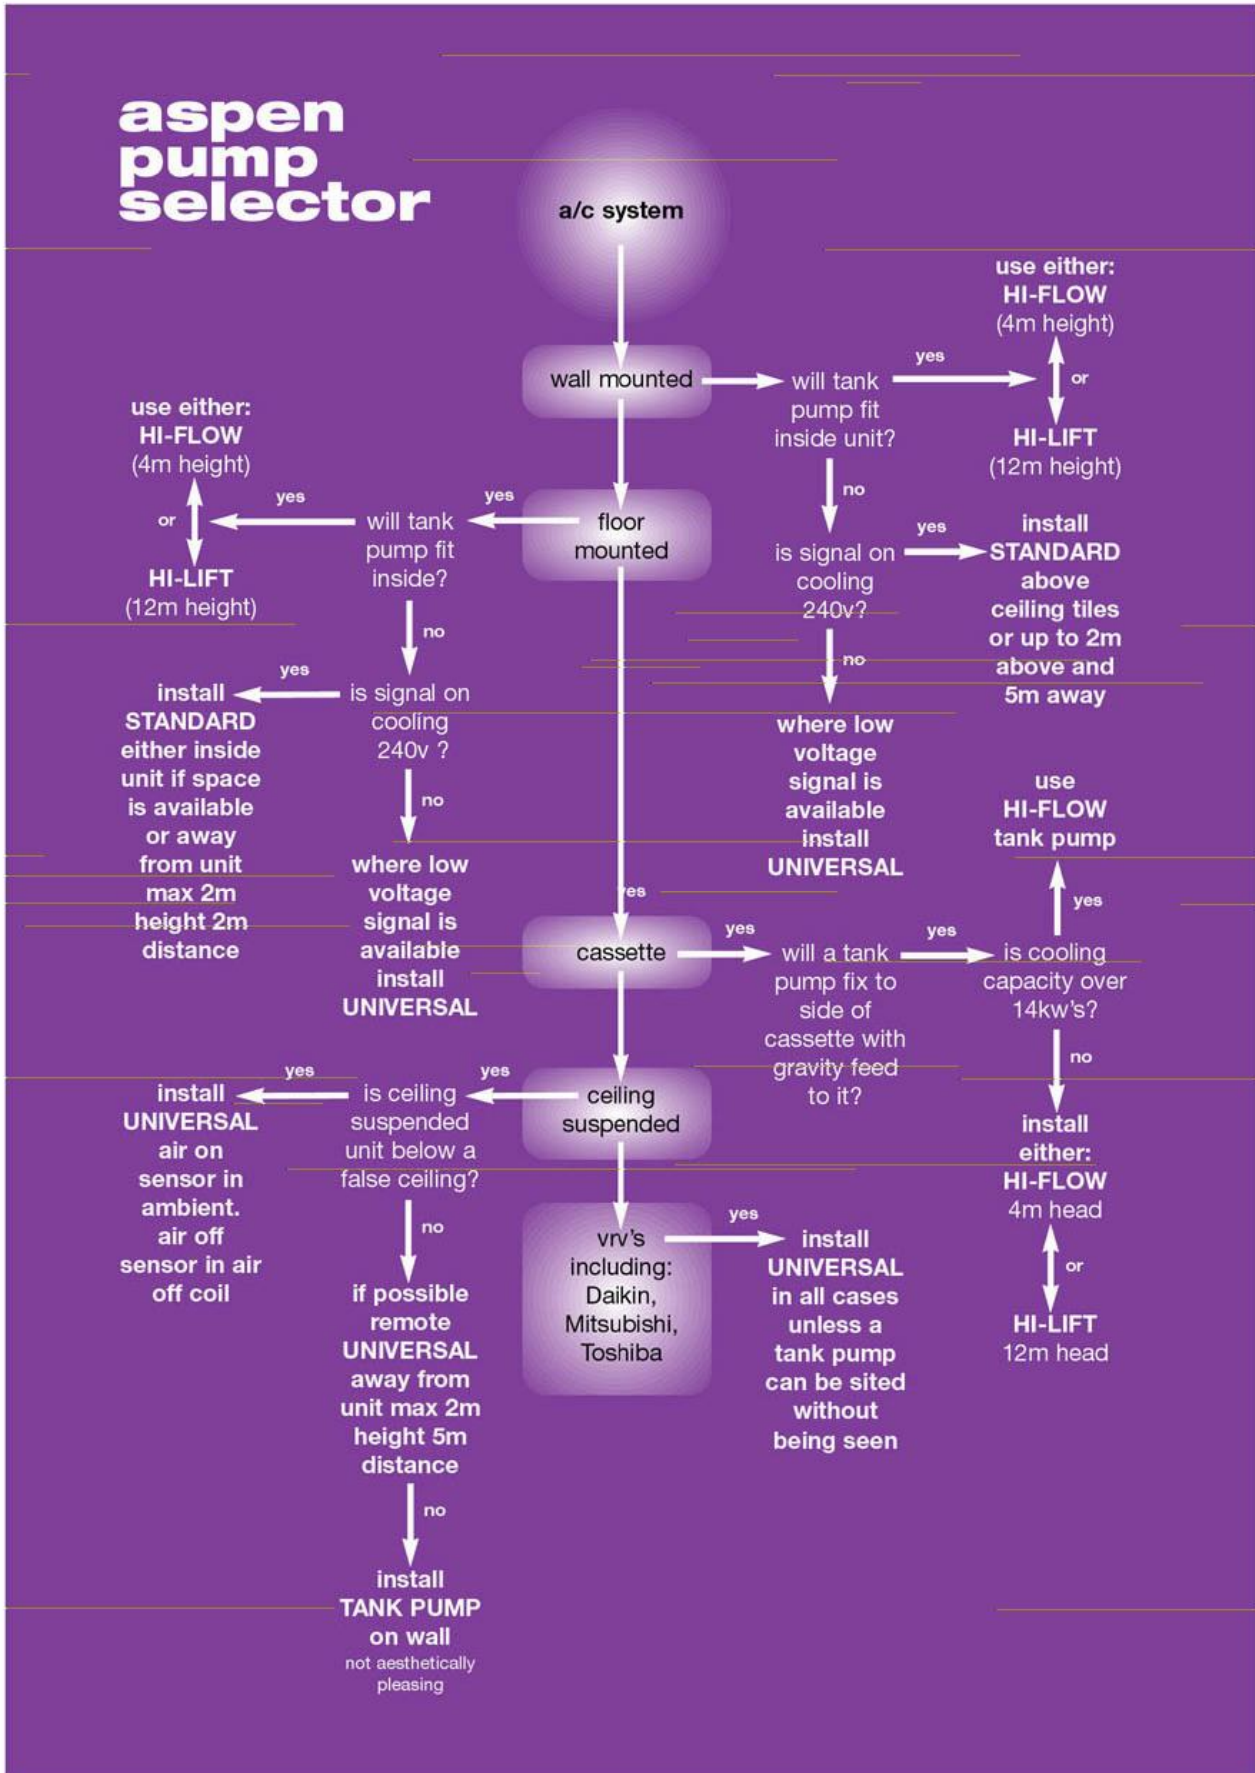 aspen
pump
selector
a/c system
use either:
HI-FLOW
(4m height)
or
HI-LIFT
(12m height)
wall mounted
yes
will tank
pump fit
inside unit?
no
is signal on
cooling
240v?
yes
install
STANDARD
above
ceiling tiles
or up to 2m
above and
5m away
no
where low
voltage
signal is
available
install
UNIVERSAL
floor
mounted
yes
will tank
pump fit
inside?
yes
use either:
HI-FLOW
(4m height)
or
HI-LIFT
(12m height)
no
is signal on
cooling
240v ?
yes
install
STANDARD
either inside
unit if space
is available
or away
from unit
max 2m
height 2m
distance
no
where low
voltage
signal is
available
install
UNIVERSAL
yes
cassette
yes
will a tank
pump fix to
side of
cassette with
gravity feed
to it?
yes
is cooling
capacity over
14kw's?
yes
use
HI-FLOW
tank pump
no
install
either:
HI-FLOW
4m head
or
HI-LIFT
12m head
ceiling
suspended
yes
is ceiling
suspended
unit below a
false ceiling?
yes
install
UNIVERSAL
air on
sensor in
ambient.
air off
sensor in air
off coil
no
if possible
remote
UNIVERSAL
away from
unit max 2m
height 5m
distance
no
install
TANK PUMP
on wall
not aesthetically
pleasing
vrv's
including:
Daikin,
Mitsubishi,
Toshiba
yes
install
UNIVERSAL
in all cases
unless a
tank pump
can be sited
without
being seen